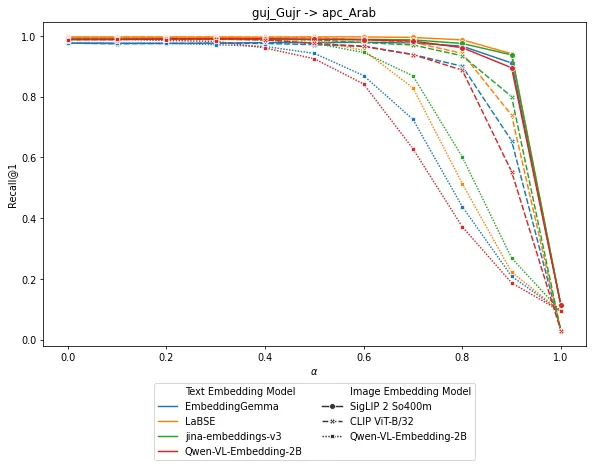 guj_Gujr -> apc_Arab
Recall@1
1.0
0.8
0.6
0.4
0.2
0.0
0.0 0.2 0.4 0.6 0.8 1.0
α
Text Embedding Model
EmbeddingGemma
LaBSE
jina-embeddings-v3
Qwen-VL-Embedding-2B
Image Embedding Model
SigLIP 2 So400m
CLIP ViT-B/32
Qwen-VL-Embedding-2B